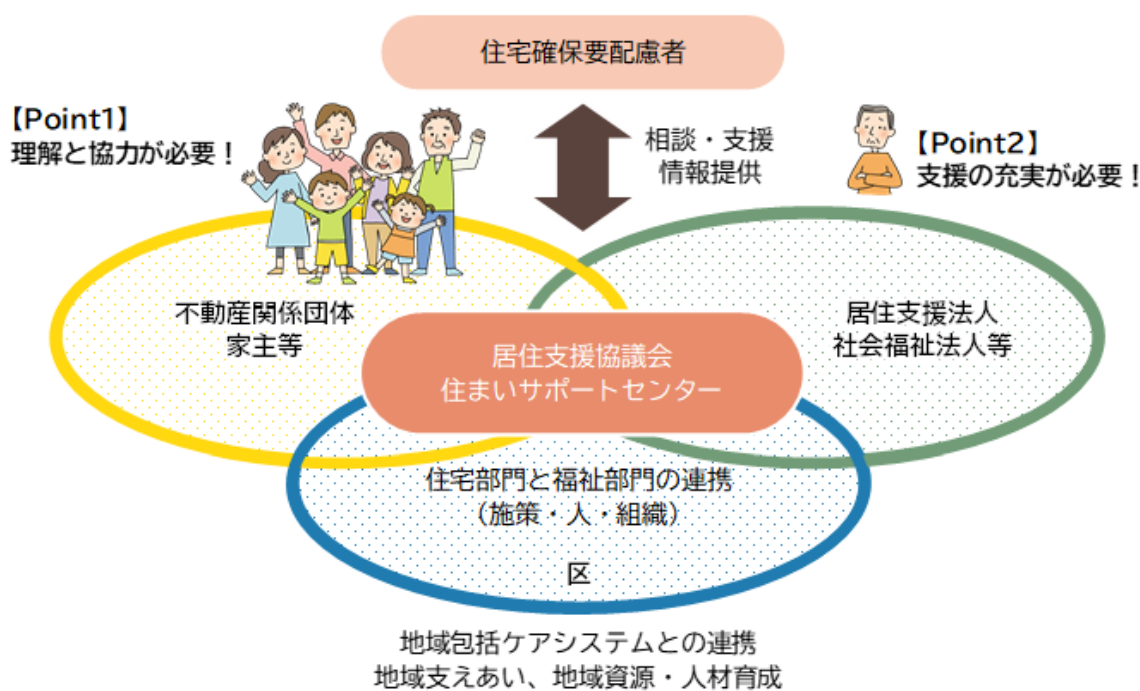 住宅確保要配慮者
【Point1】
理解と協力が必要！
相談・支援
情報提供
【Point2】
支援の充実が必要！
不動産関係団体
家主等
居住支援法人
社会福祉法人等
居住支援協議会
住まいサポートセンター
住宅部門と福祉部門の連携
（施策・人・組織）
区
地域包括ケアシステムとの連携
地域支えあい、地域資源・人材育成